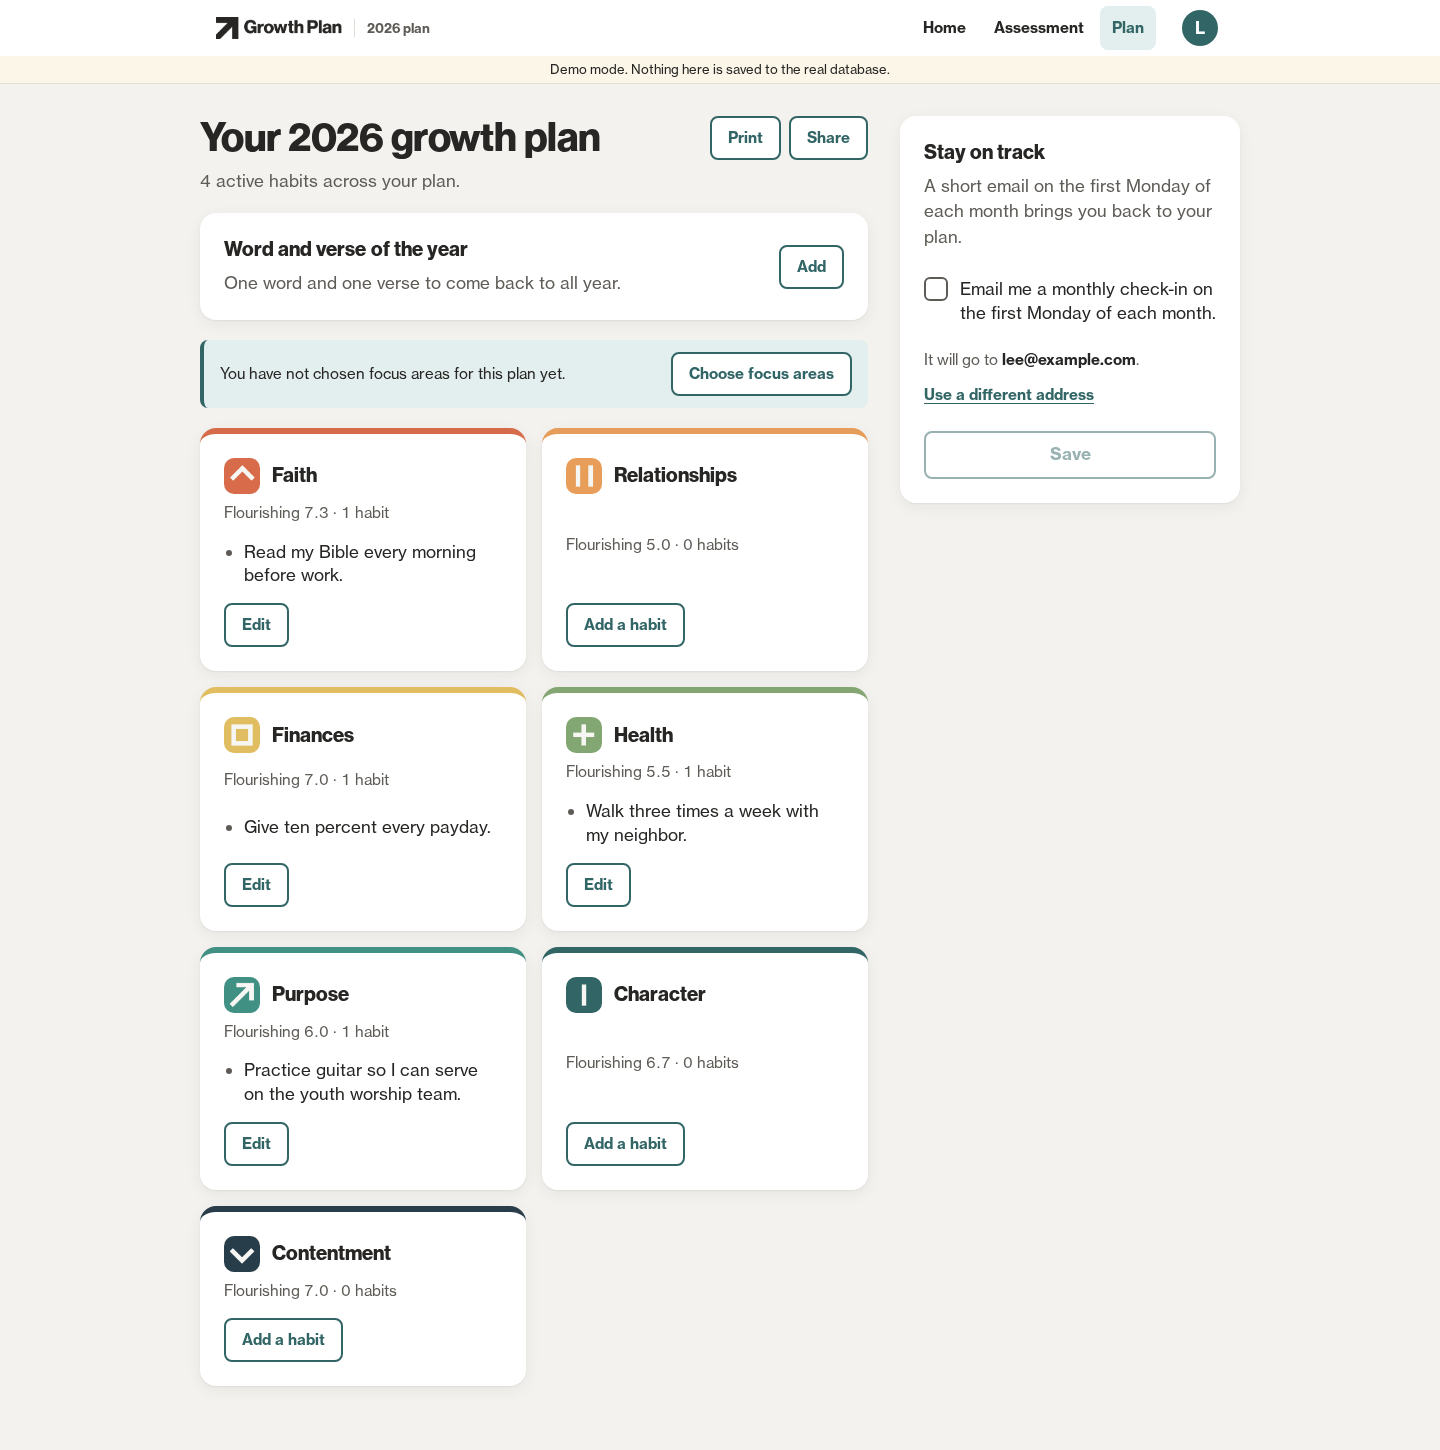 Growth Plan
2026 plan
Home
Assessment
Plan
L
Demo mode. Nothing here is saved to the real database.
Your 2026 growth plan
Print
Share
4 active habits across your plan.
Word and verse of the year
One word and one verse to come back to all year.
Add
You have not chosen focus areas for this plan yet.
Choose focus areas
Faith
Flourishing 7.3 · 1 habit
• Read my Bible every morning
before work.
Edit
Relationships
Flourishing 5.0 · 0 habits
Add a habit
Finances
Flourishing 7.0 · 1 habit
• Give ten percent every payday.
Edit
Health
Flourishing 5.5 · 1 habit
• Walk three times a week with
my neighbor.
Edit
Purpose
Flourishing 6.0 · 1 habit
• Practice guitar so I can serve
on the youth worship team.
Edit
Character
Flourishing 6.7 · 0 habits
Add a habit
Contentment
Flourishing 7.0 · 0 habits
Add a habit
Stay on track
A short email on the first Monday of
each month brings you back to your
plan.
Email me a monthly check-in on
the first Monday of each month.
It will go to lee@example.com.
Use a different address
Save